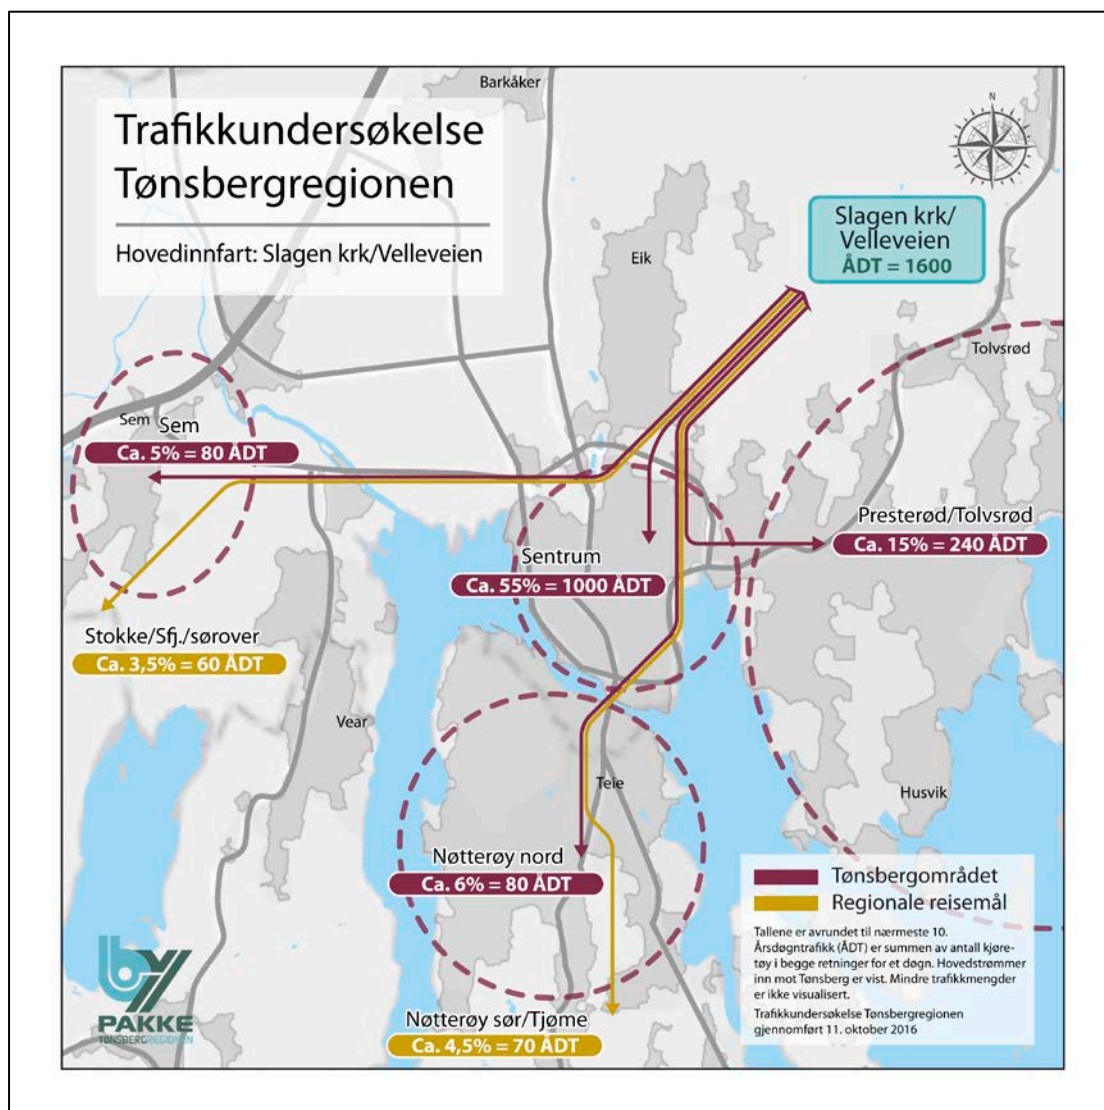 Barkåker
Trafikkundersøkelse
Tønsbergregionen
Hovedinnfart: Slagen krk/Velleveien
N
Slagen krk/
Velleveien
ÅDT = 1600
Eik
Tolvsrød
Sem
Sem
Ca. 5% = 80 ÅDT
Presterød/Tolvsrød
Ca. 15% = 240 ÅDT
Sentrum
Ca. 55% = 1000 ÅDT
Stokke/Sfj./sørover
Ca. 3,5% = 60 ÅDT
Vear
Teie
Husvik
Nøtterøy nord
Ca. 6% = 80 ÅDT
Nøtterøy sør/Tjøme
Ca. 4,5% = 70 ÅDT
Tønsbergområdet
Regionale reisemål
Tallene er avrundet til nærmeste 10.
Årsdøgntrafikk (ÅDT) er summen av antall kjøre-
tøy i begge retninger for et døgn. Hovedstrømmer
inn mot Tønsberg er vist. Mindre trafikkmengder
er ikke visualisert.
Trafikkundersøkelse Tønsbergregionen
gjennomført 11. oktober 2016
by
PAKKE
TØNSBERGREGIONEN